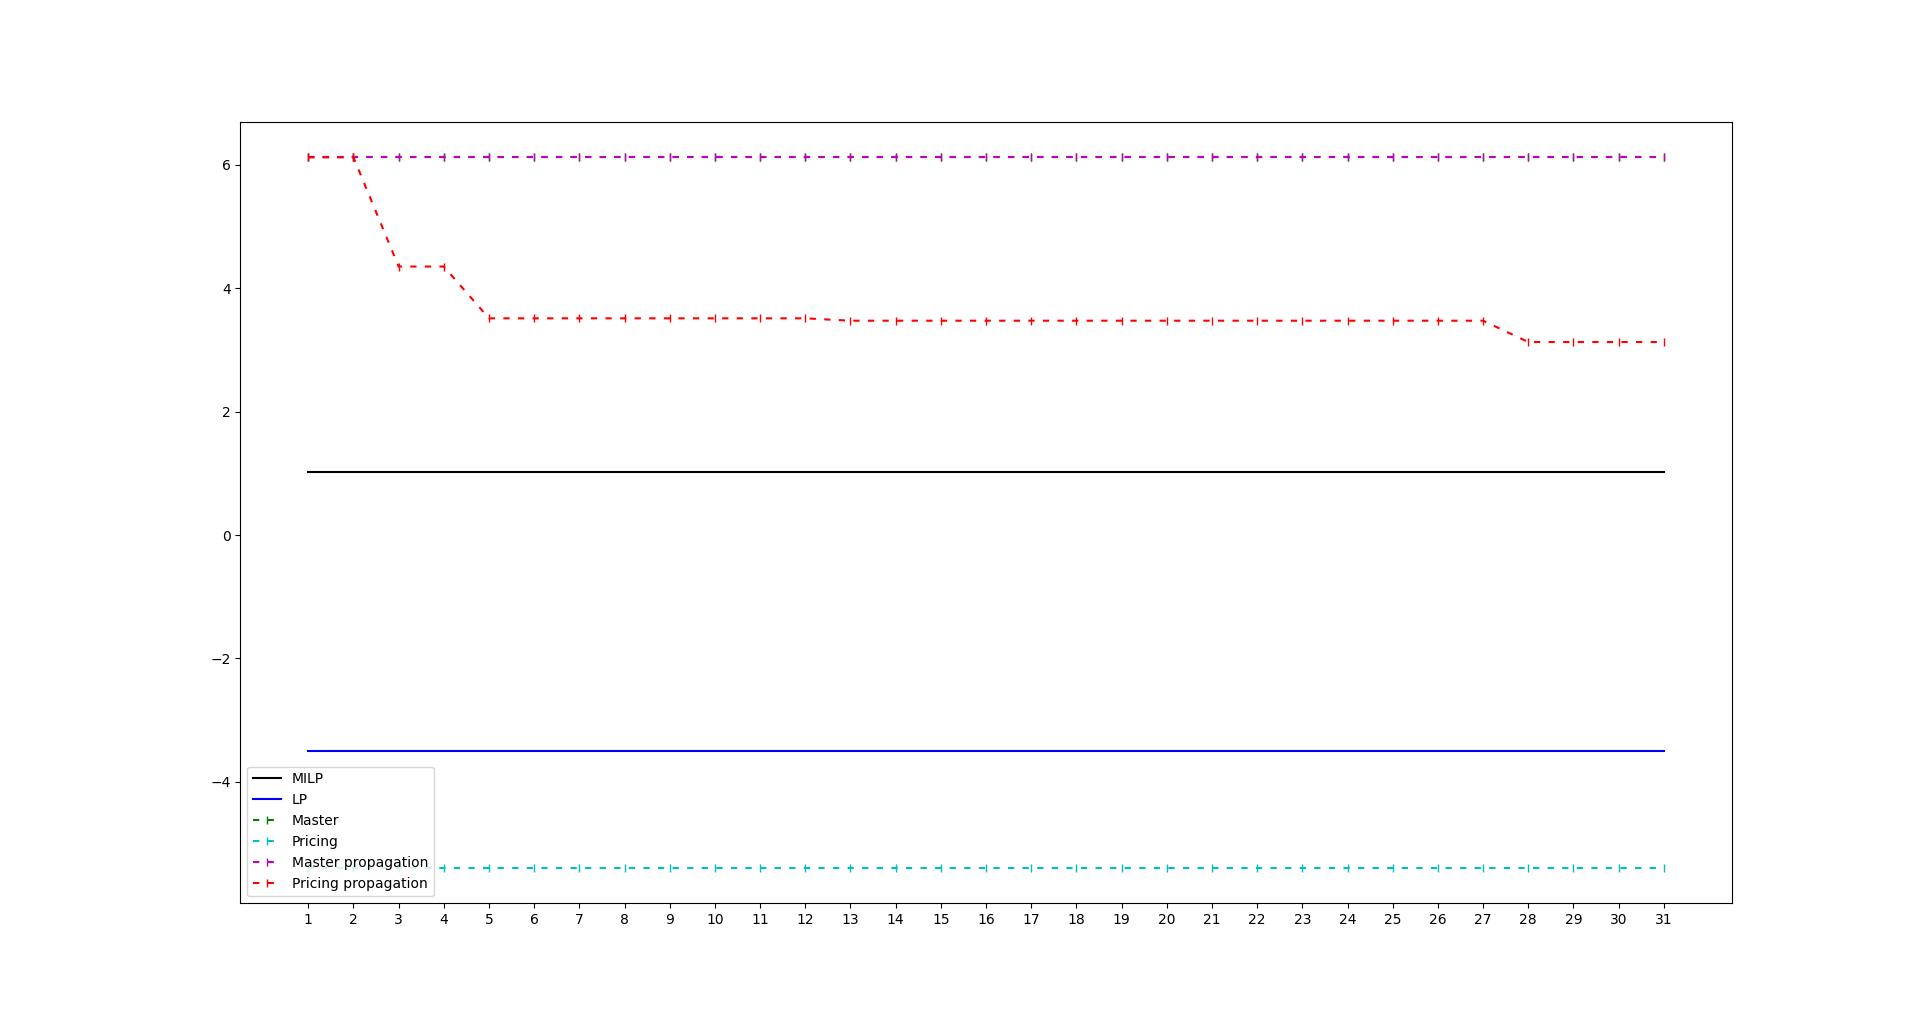 6
4
2
0
−2
−4
MILP
LP
Master
Pricing
Master propagation
Pricing propagation
1 2 3 4 5 6 7 8 9 10 11 12 13 14 15 16 17 18 19 20 21 22 23 24 25 26 27 28 29 30 31